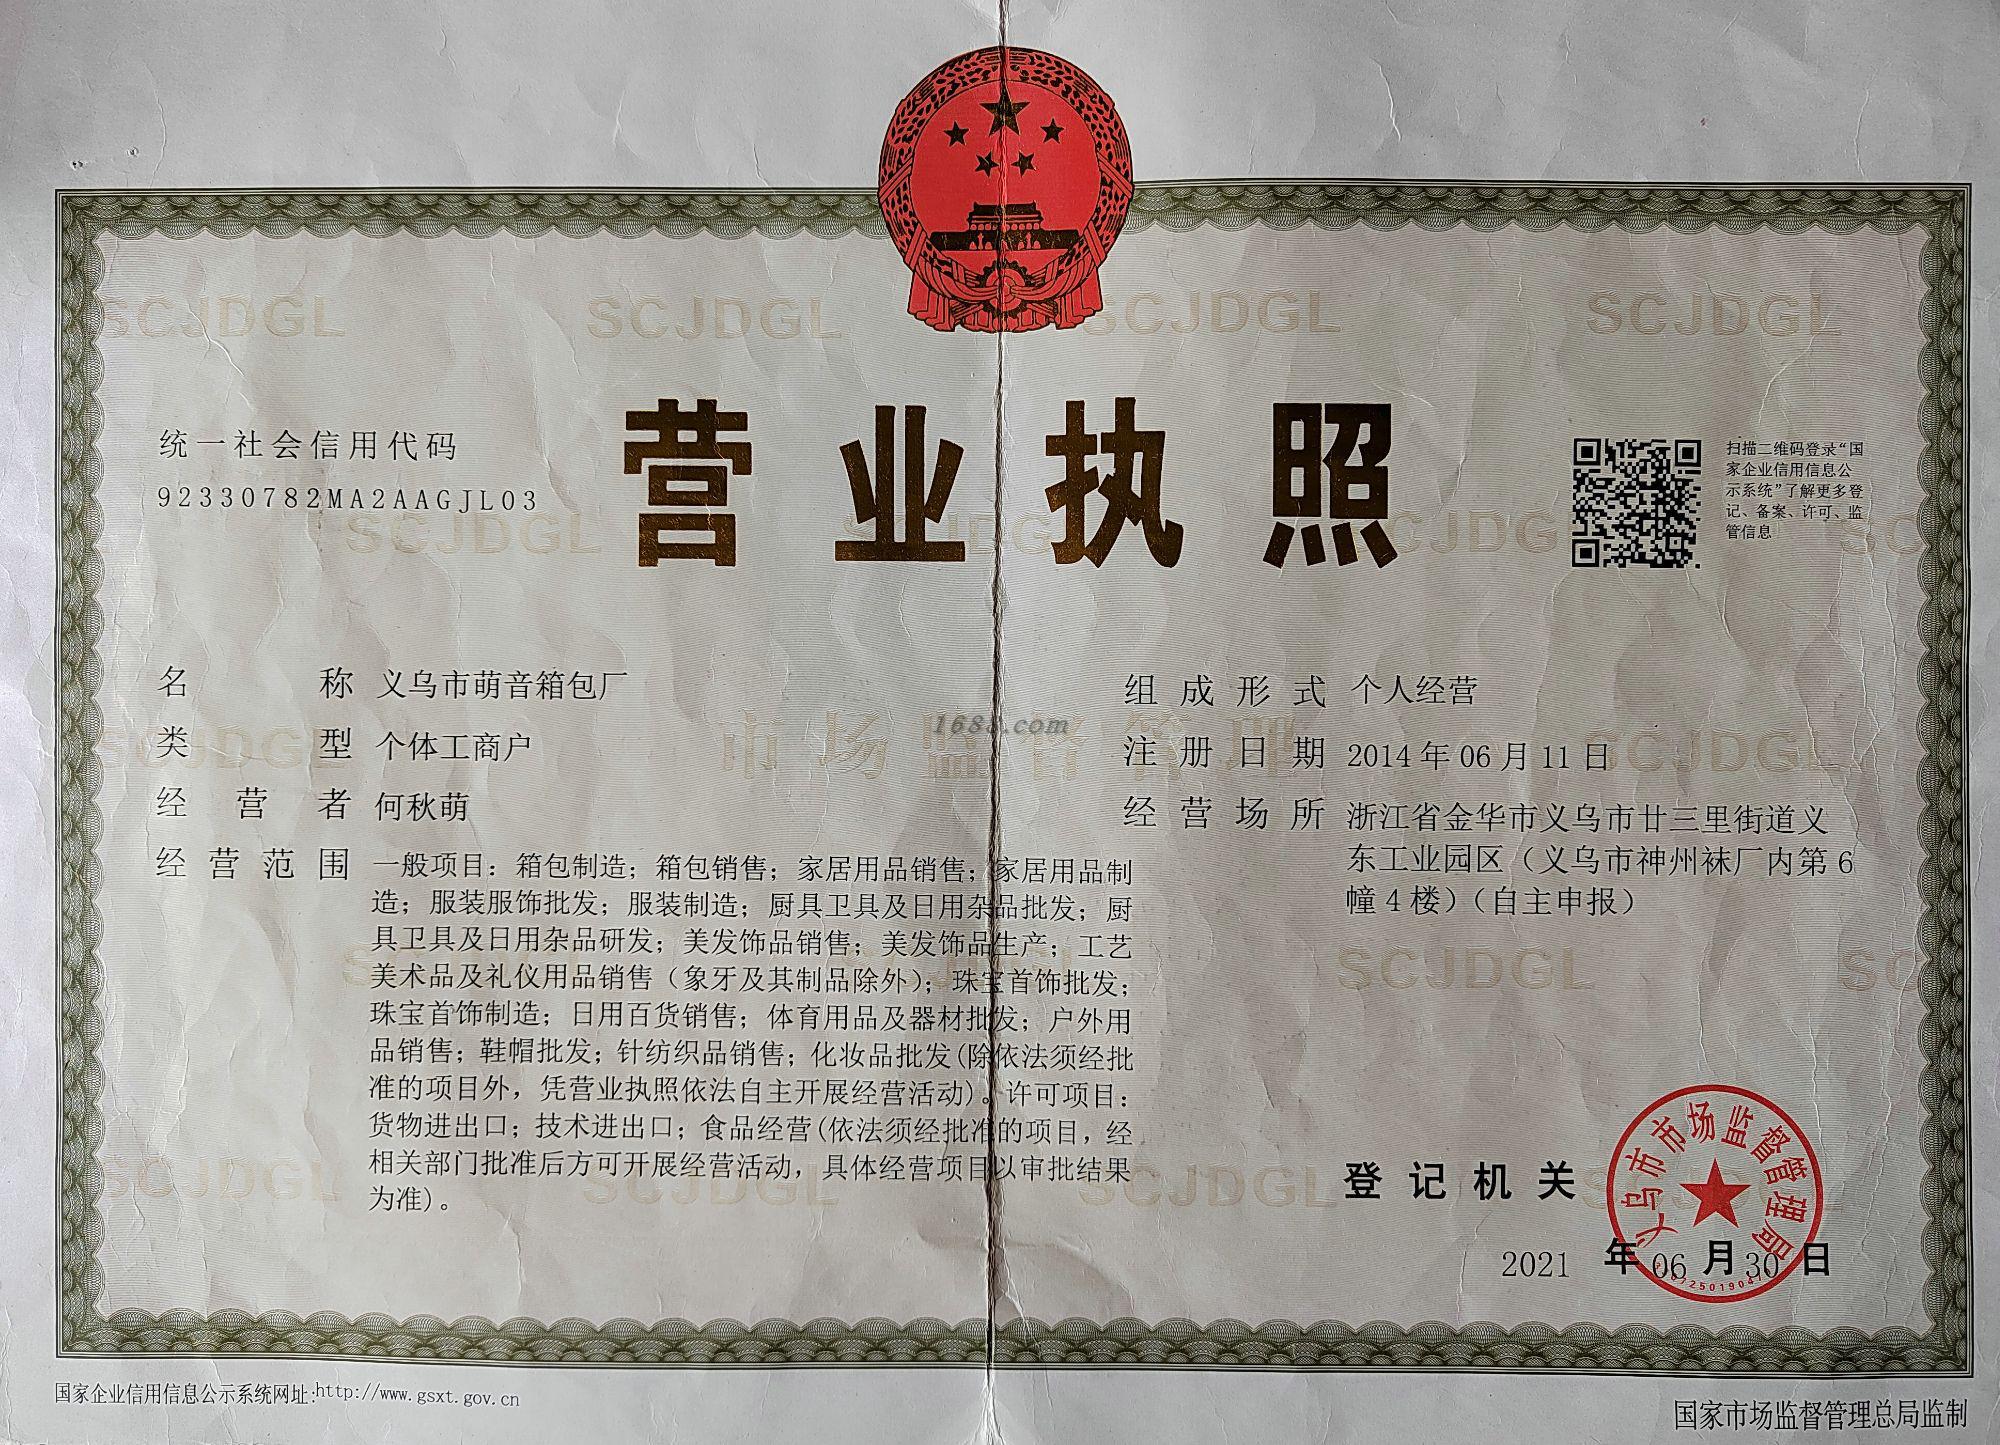 营业执照
统一社会信用代码
92330782MA2AAGJL03
扫描二维码登录“国
家企业信用信息公
示系统”了解更多登
记、备案、许可、监
管信息
名称 义乌市萌音箱包厂
类型 个体工商户
经营者 何秋萌
经营范围 一般项目：箱包制造；箱包销售；家居用品销售；家居用品制
造；服装服饰批发；服装制造；厨具卫具及日用杂品批发；厨
具卫具及日用杂品研发；美发饰品销售；美发饰品生产；工艺
美术品及礼仪用品销售（象牙及其制品除外）；珠宝首饰批发；
珠宝首饰制造；日用百货销售；体育用品及器材批发；户外用
品销售；鞋帽批发；针纺织品销售；化妆品批发(除依法须经批
准的项目外，凭营业执照依法自主开展经营活动)。许可项目：
货物进出口；技术进出口；食品经营(依法须经批准的项目，经
相关部门批准后方可开展经营活动，具体经营项目以审批结果
为准)。
组成形式 个人经营
注册日期 2014年06月11日
经营场所 浙江省金华市义乌市廿三里街道义
东工业园区（义乌市神州袜厂内第6
幢4楼）（自主申报）
1688.com
市场监督管理
SCJDGL
SCJDGL
SCJDGL
SCJDGL
登记机关
义乌市市场监督管理局
2021年06月30日
国家企业信用信息公示系统网址:http://www.gsxt.gov.cn
国家市场监督管理总局监制